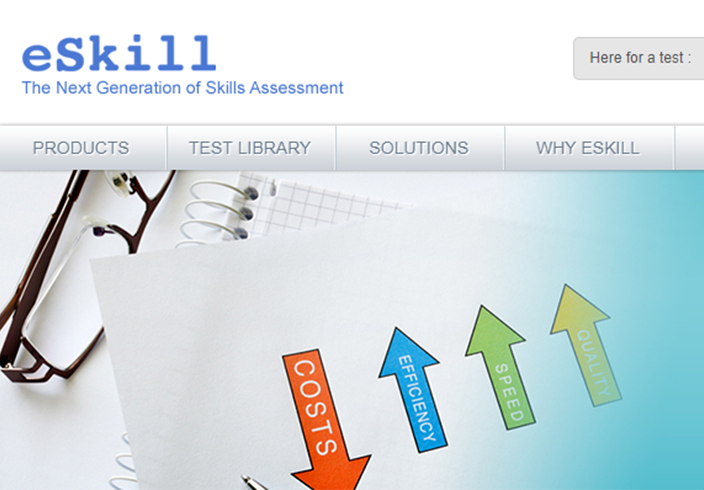 eSkill
The Next Generation of Skills Assessment
Here for a test :
PRODUCTS
TEST LIBRARY
SOLUTIONS
WHY ESKILL
COSTS
EFFICIENCY
SPEED
QUALITY